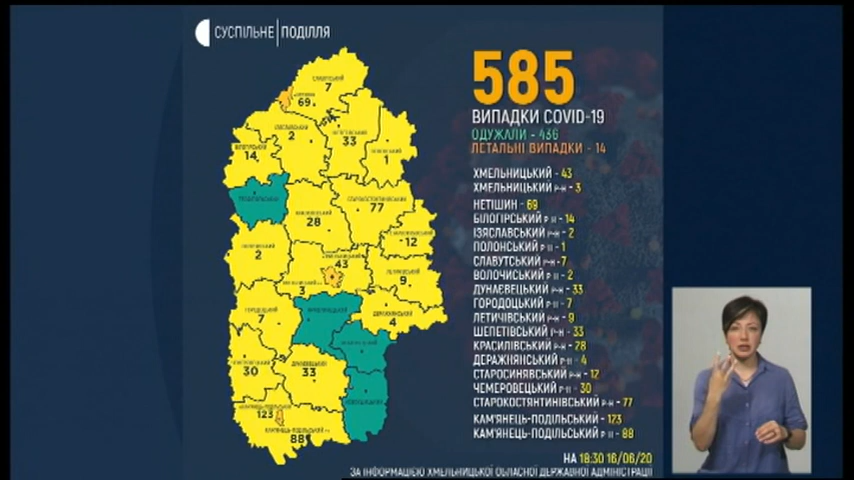 СУСПІЛЬНЕ ПОДІЛЛЯ
585
ВИПАДКИ COVID-19
ОДУЖАЛИ - 436
ЛЕТАЛЬНІ ВИПАДКИ - 14
ХМЕЛЬНИЦЬКИЙ - 43
ХМЕЛЬНИЦЬКИЙ Р-Н - 3
НЕТІШИН - 69
БІЛОГІРСЬКИЙ Р-Н - 14
ІЗЯСЛАВСЬКИЙ Р-Н - 2
ПОЛОНСЬКИЙ Р-Н - 1
СЛАВУТСЬКИЙ Р-Н - 7
ВОЛОЧИСЬКИЙ Р-Н - 2
ДУНАЄВЕЦЬКИЙ Р-Н - 33
ГОРОДОЦЬКИЙ Р-Н - 7
ЛЕТИЧІВСЬКИЙ Р-Н - 9
ШЕПЕТІВСЬКИЙ Р-Н - 33
КРАСИЛІВСЬКИЙ Р-Н - 28
ДЕРАЖНЯНСЬКИЙ Р-Н - 4
СТАРОСИНЯВСЬКИЙ Р-Н - 12
ЧЕМЕРОВЕЦЬКИЙ Р-Н - 30
СТАРОКОСТЯНТИНІВСЬКИЙ Р-Н - 77
КАМ'ЯНЕЦЬ-ПОДІЛЬСЬКИЙ - 123
КАМ'ЯНЕЦЬ-ПОДІЛЬСЬКИЙ Р-Н - 88
НА 18:30 16/06/20
ЗА ІНФОРМАЦІЄЮ ХМЕЛЬНИЦЬКОЇ ОБЛАСНОЇ ДЕРЖАВНОЇ АДМІНІСТРАЦІЇ
7
69
2
33
14
1
77
28
12
2
43
9
3
7
ДЕРАЖНЯНСЬКИЙ
4
30
33
123
КАМ'ЯНЕЦЬ-ПОДІЛЬСЬКИЙ
88